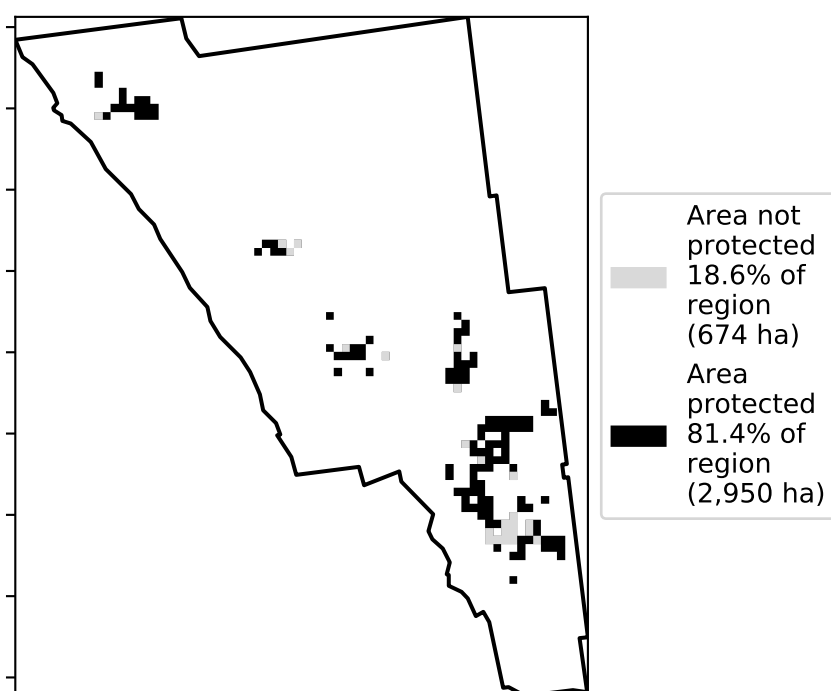 Area not
protected
18.6% of
region
(674 ha)
Area
protected
81.4% of
region
(2,950 ha)